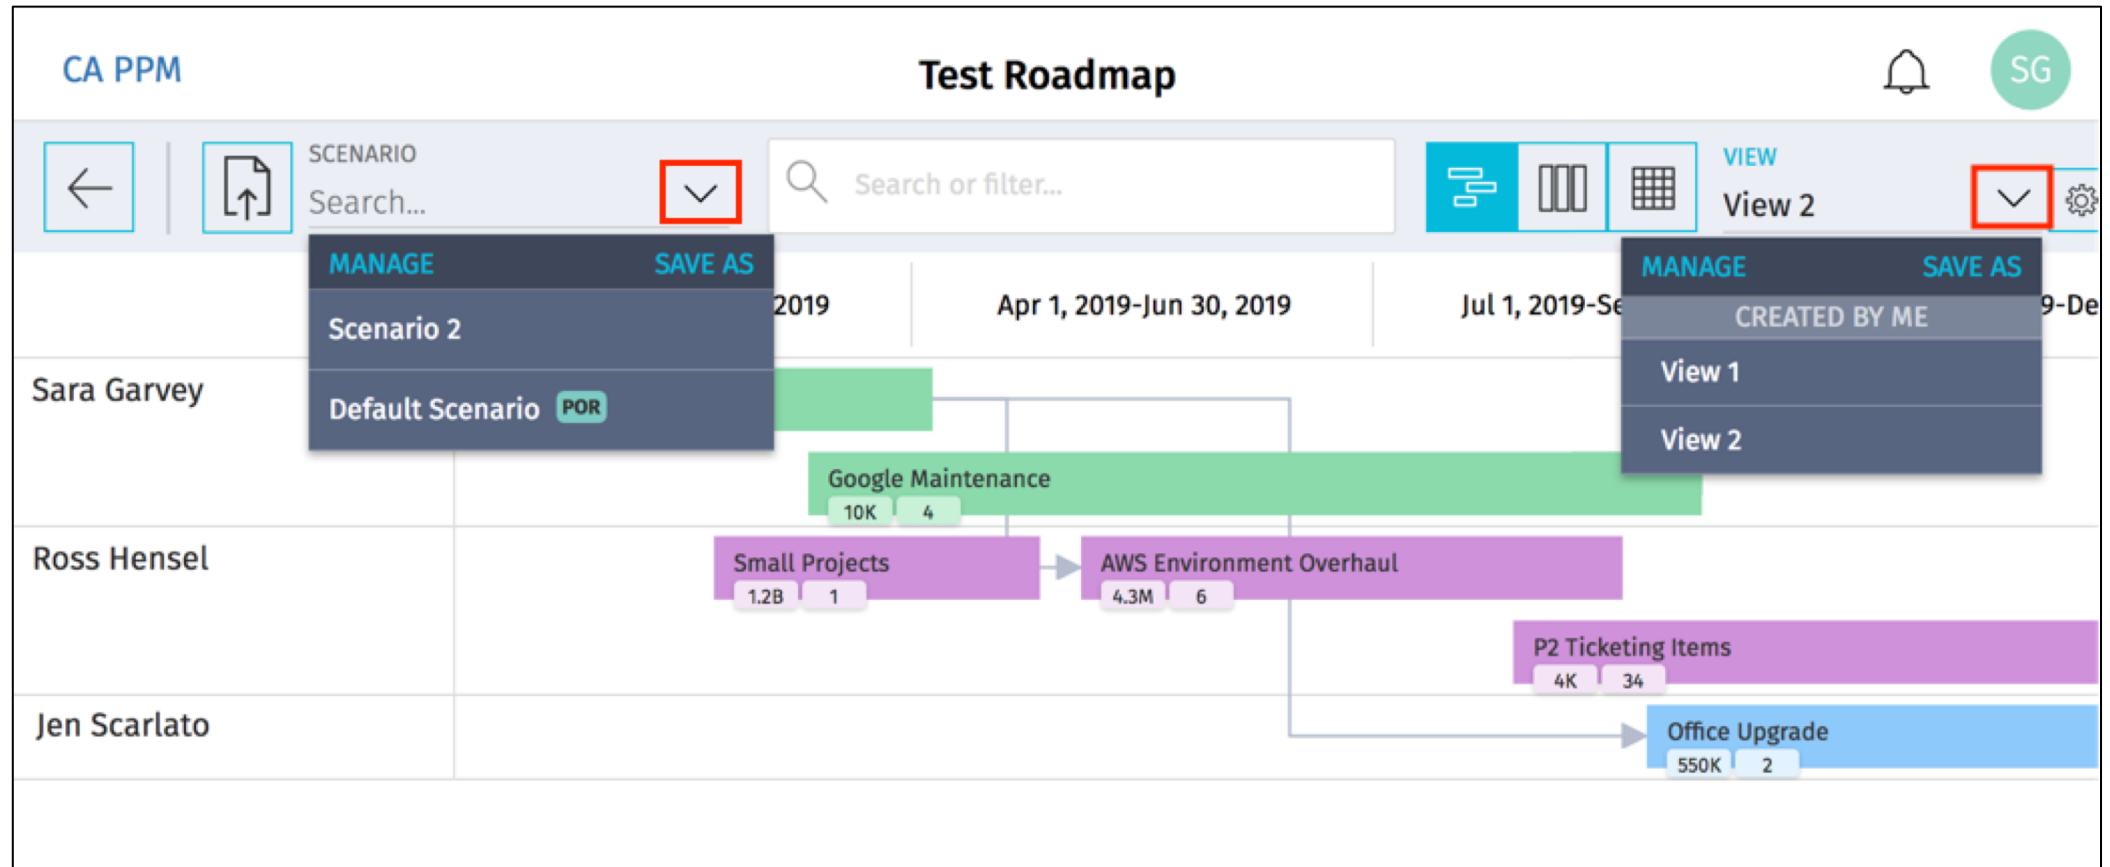 CA PPM
Test Roadmap
SG
SCENARIO
Search...
Search or filter...
VIEW
View 2
MANAGE SAVE AS
Scenario 2
Default Scenario POR
MANAGE SAVE AS
CREATED BY ME
View 1
View 2
2019
Apr 1, 2019-Jun 30, 2019
Jul 1, 2019-Se
9-De
Sara Garvey
Google Maintenance
10K 4
Ross Hensel
Small Projects
1.2B 1
AWS Environment Overhaul
4.3M 6
P2 Ticketing Items
4K 34
Jen Scarlato
Office Upgrade
550K 2